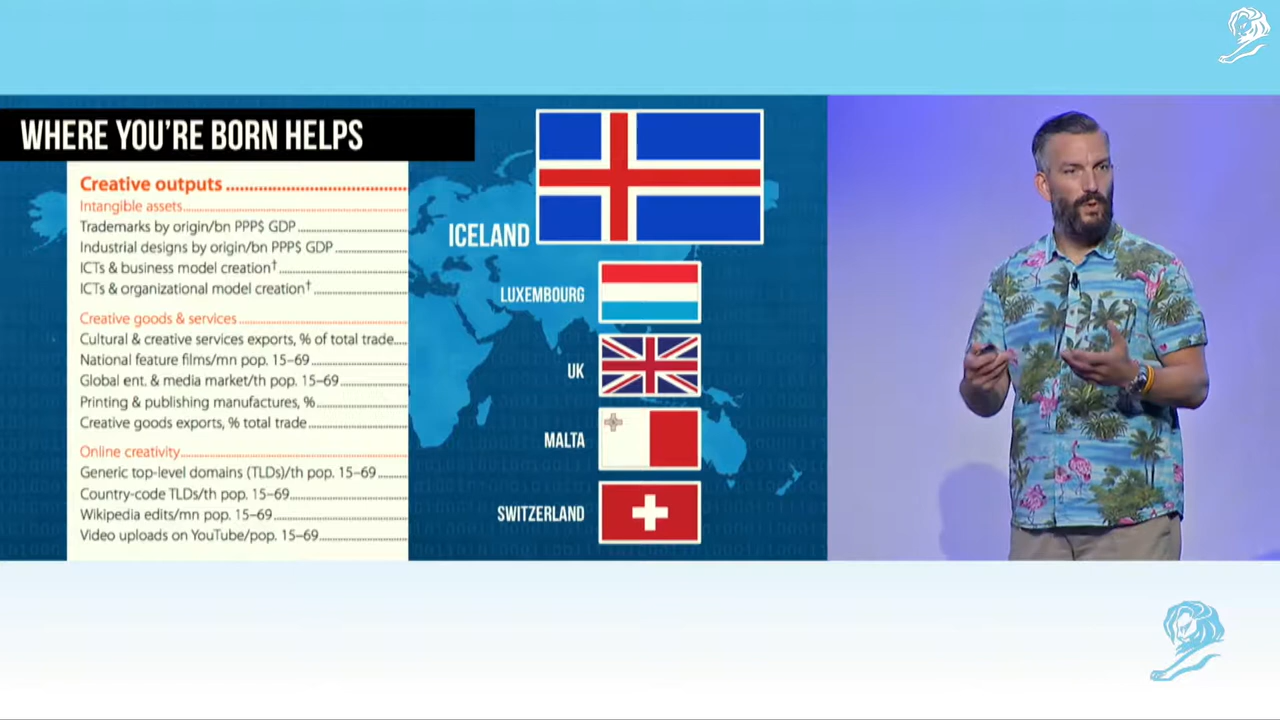 WHERE YOU'RE BORN HELPS
Creative outputs
Intangible assets
Trademarks by origin/bn PPP$ GDP
Industrial designs by origin/bn PPP$ GDP
ICTs & business model creation†
ICTs & organizational model creation†
Creative goods & services
Cultural & creative services exports, % of total trade
National feature films/mn pop. 15–69
Global ent. & media market/th pop. 15–69
Printing & publishing manufactures, %
Creative goods exports, % total trade
Online creativity
Generic top-level domains (TLDs)/th pop. 15–69
Country-code TLDs/th pop. 15–69
Wikipedia edits/mn pop. 15–69
Video uploads on YouTube/pop. 15–69
ICELAND
LUXEMBOURG
UK
MALTA
SWITZERLAND